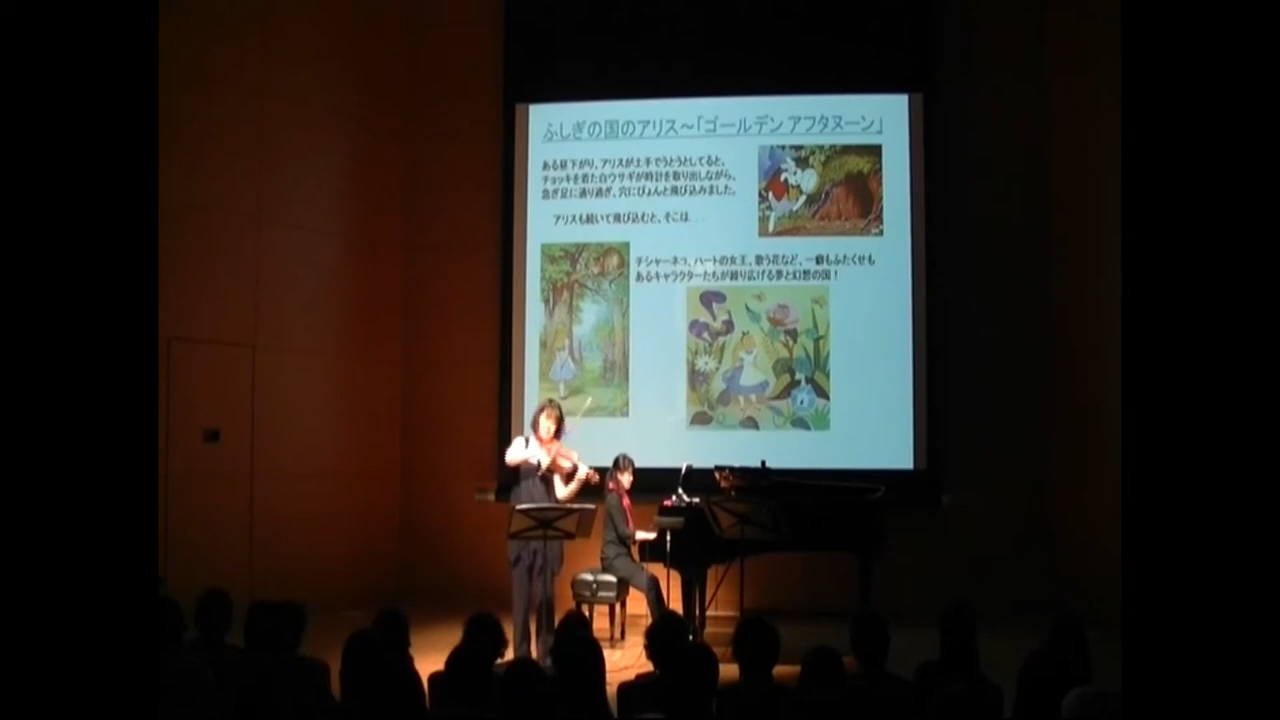 ふしぎの国のアリス～「ゴールデン アフタヌーン」
ある昼下がり、アリスが土手でうとうとしてると、
チョッキを着た白ウサギが時計を取り出しながら、
急ぎ足に通り過ぎ、穴にぴょんと飛び込みました。
アリスも続いて飛び込むと、そこは...
チシャーネコ、ハートの女王、歌う花など、一癖もふたくせも
あるキャラクターたちが繰り広げる夢と幻想の国！